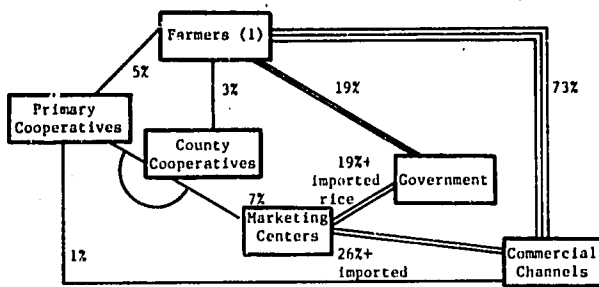 Farmers (1)
5%
3%
19%
73%
Primary
Cooperatives
County
Cooperatives
19%+
imported
rice
Government
7%
Marketing
Centers
1%
26%+
imported
Commercial
Channels